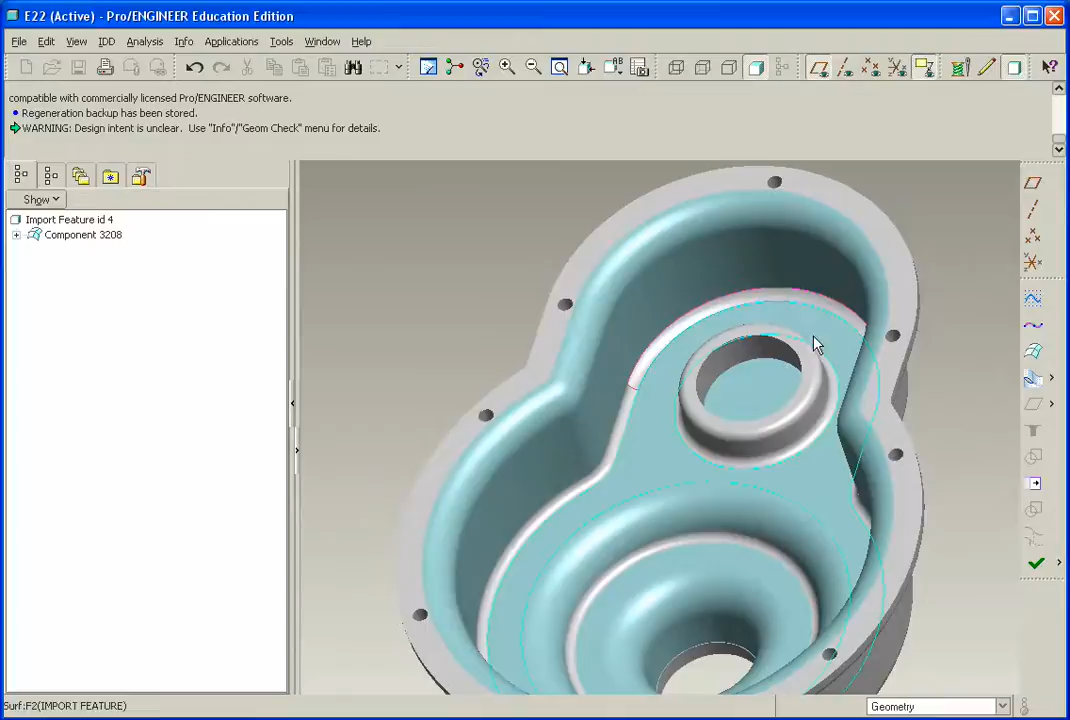 E22 (Active) - Pro/ENGINEER Education Edition
File Edit View IDD Analysis Info Applications Tools Window Help
compatible with commercially licensed Pro/ENGINEER software.
• Regeneration backup has been stored.
WARNING: Design intent is unclear. Use "Info"/"Geom Check" menu for details.
Show
Import Feature id 4
Component 3208
Surf:F2(IMPORT FEATURE)
Geometry